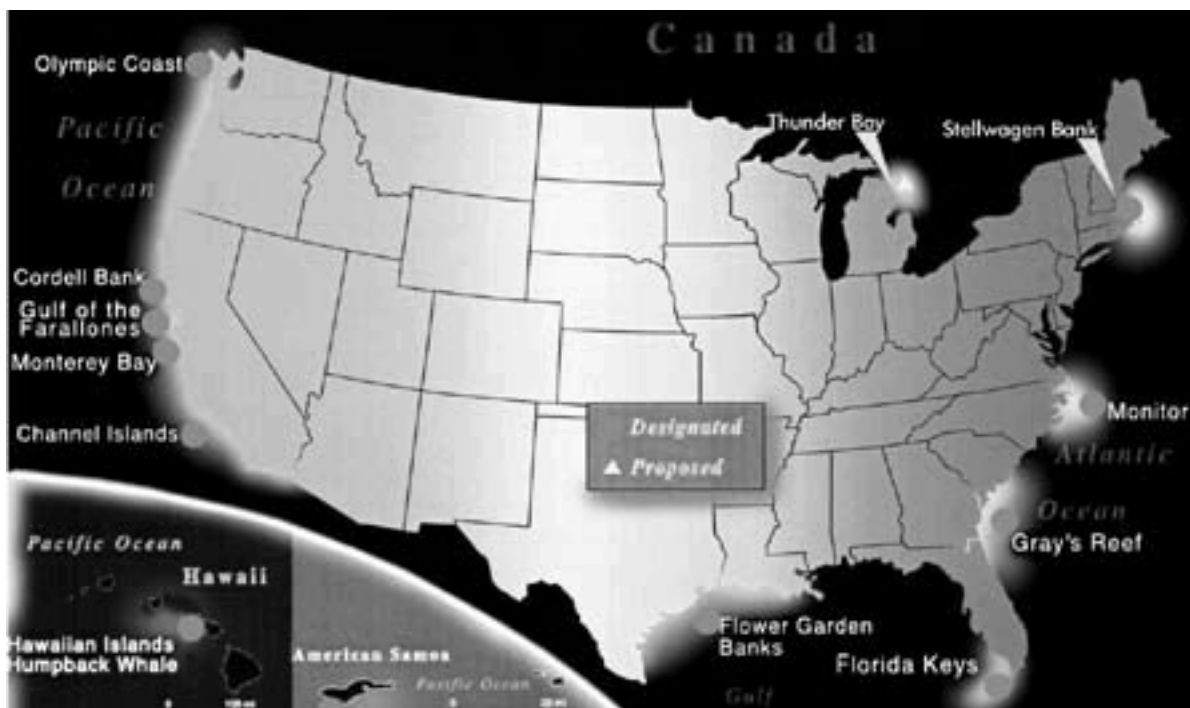 Canada
Olympic Coast
Pacific
Ocean
Thunder Bay
Stellwagen Bank
Cordell Bank
Gulf of the
Farallones
Monterey Bay
Channel Islands
Designated
Proposed
Monitor
Atlantic
Ocean
Gray's Reef
Flower Garden
Banks
Florida Keys
Gulf
Pacific Ocean
Hawaii
Hawaiian Islands
Humpback Whale
American Samoa
Pacific Ocean
0
0